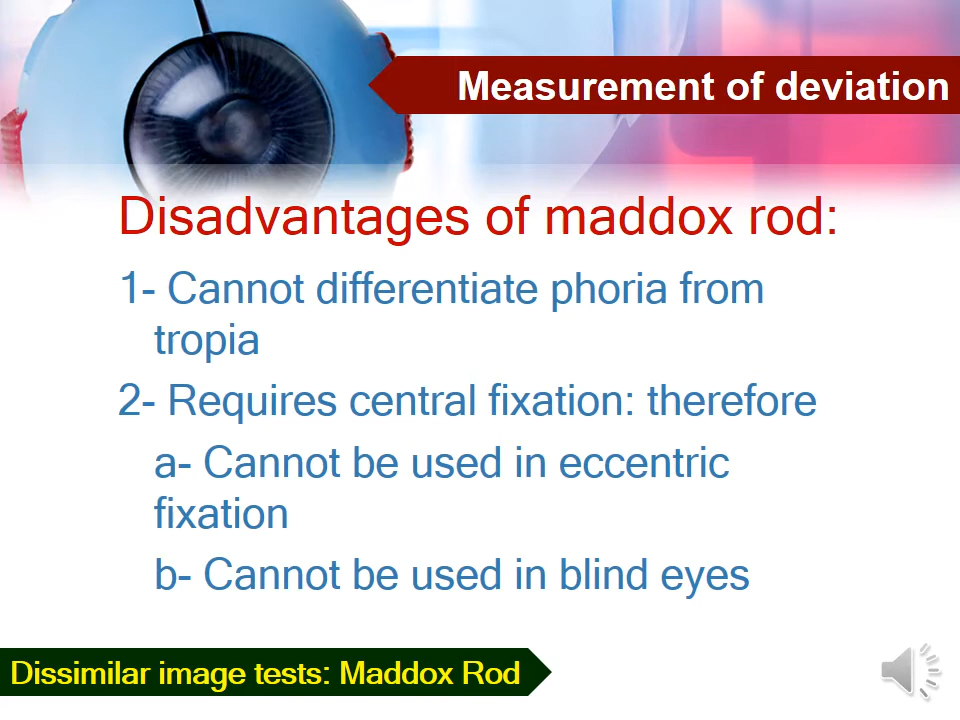 Measurement of deviation
Disadvantages of maddox rod:
1- Cannot differentiate phoria from
tropia
2- Requires central fixation: therefore
a- Cannot be used in eccentric
fixation
b- Cannot be used in blind eyes
Dissimilar image tests: Maddox Rod